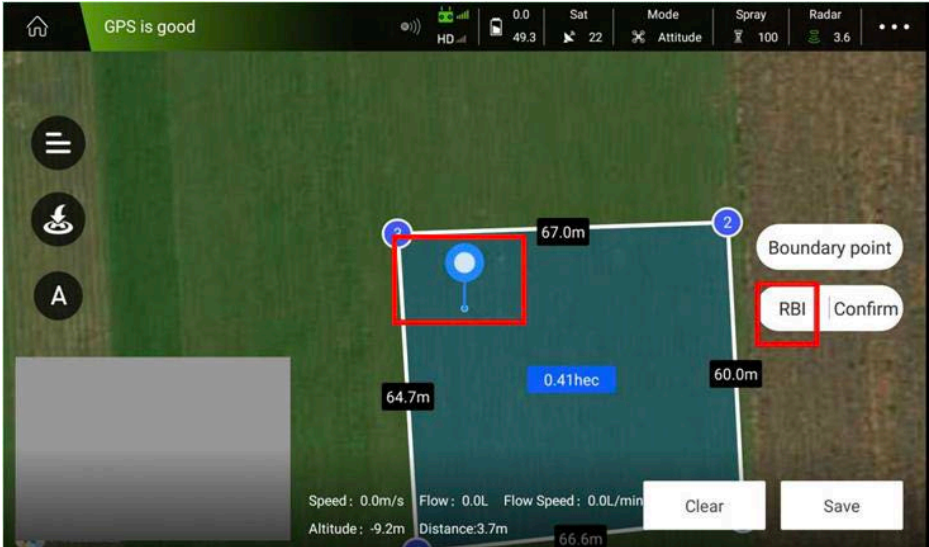 GPS is good
HD
0.0
49.3
Sat
22
Mode
Attitude
Spray
100
Radar
3.6
A
3
67.0m
2
Boundary point
RBI
Confirm
0.41hec
60.0m
64.7m
Speed: 0.0m/s Flow: 0.0L Flow Speed: 0.0L/min
Altitude: -9.2m Distance:3.7m
66.6m
Clear
Save